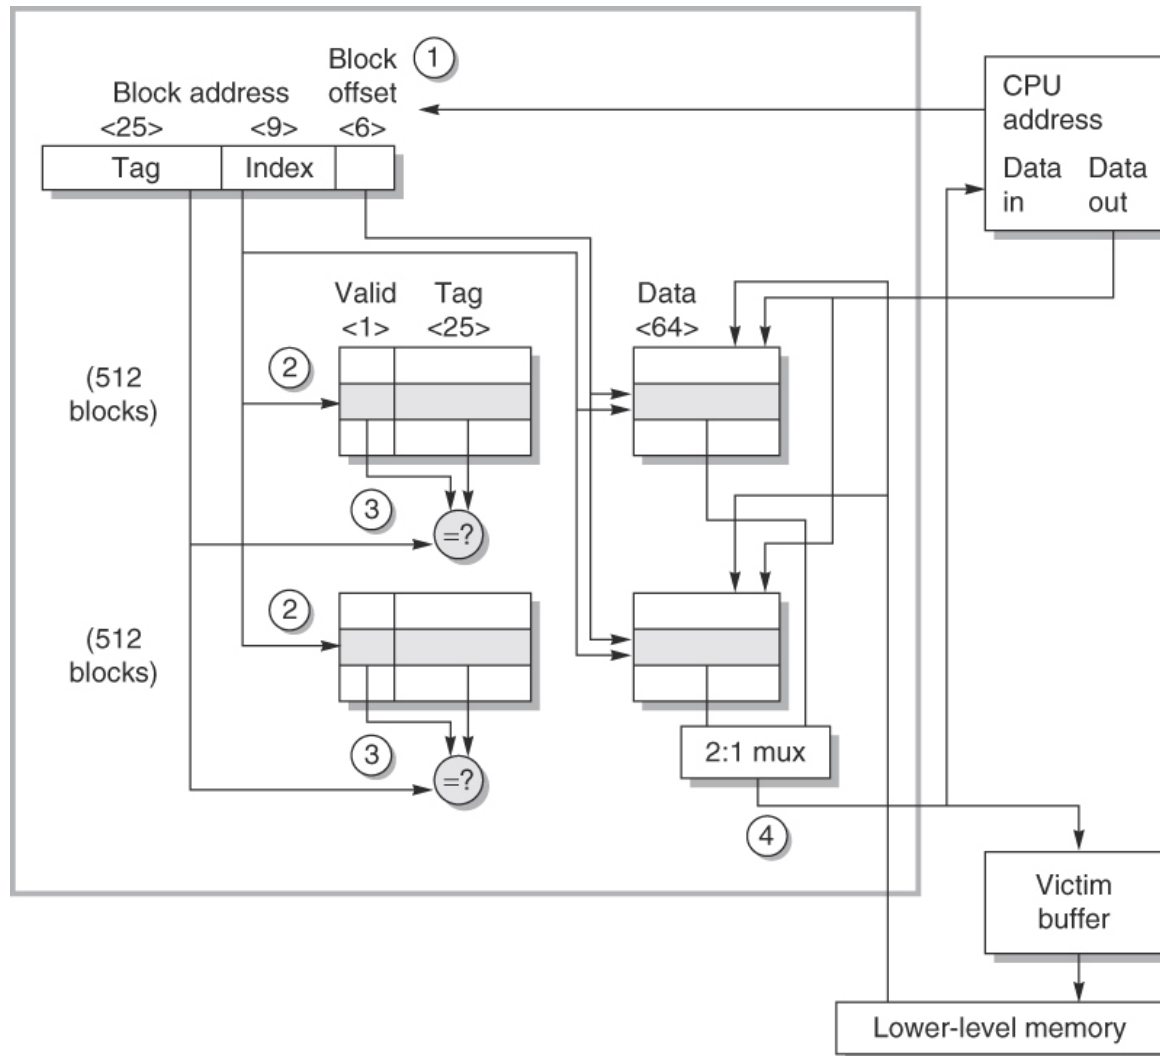 Block
offset
1
Block address
<25>
<9>
<6>
Tag
Index
CPU
address
Data
in
Data
out
Valid
<1>
Tag
<25>
Data
<64>
(512
blocks)
2
3
=?
(512
blocks)
2
3
=?
2:1 mux
4
Victim
buffer
Lower-level memory